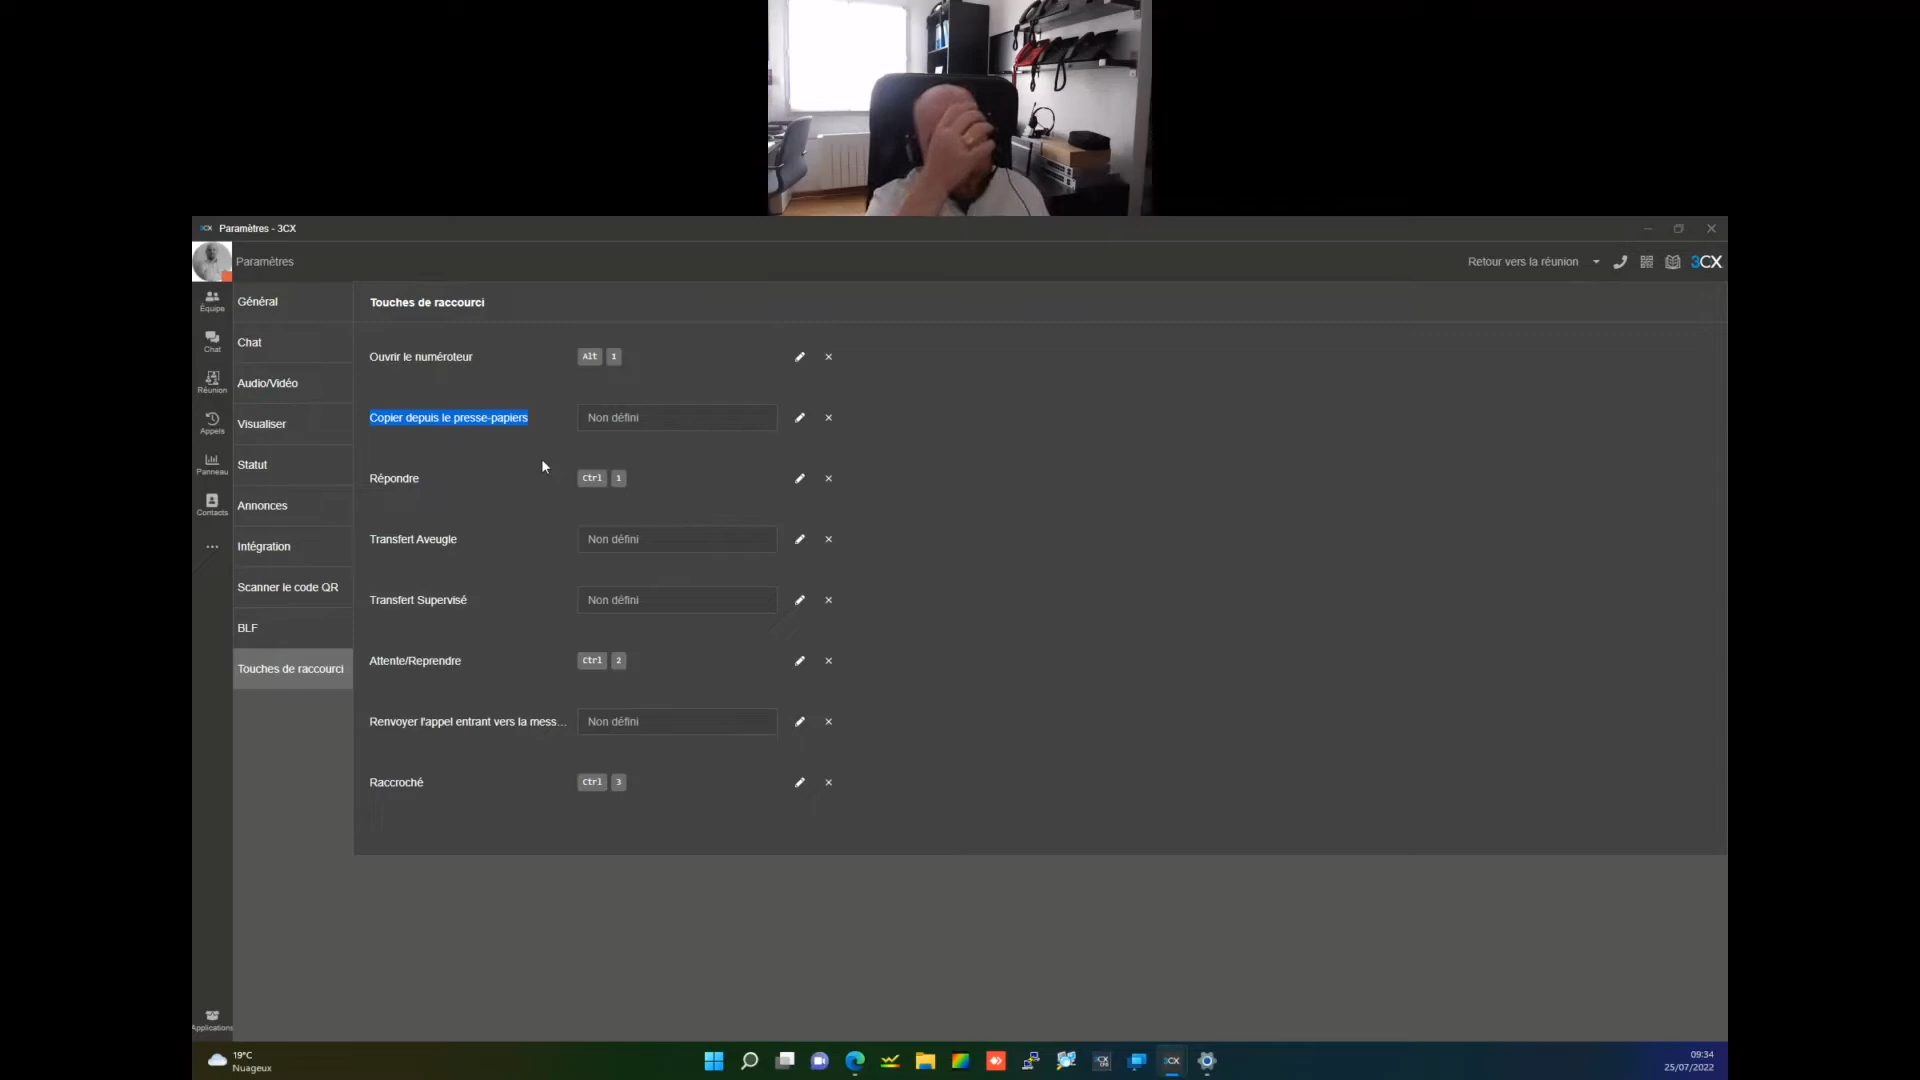 Paramètres - 3CX
Paramètres
Retour vers la réunion
3CX
Équipe
Chat
Réunion
Appels
Panneau
Contacts
Applications
Général
Chat
Audio/Vidéo
Visualiser
Statut
Annonces
Intégration
Scanner le code QR
BLF
Touches de raccourci
Touches de raccourci
Ouvrir le numéroteur Alt 1
Copier depuis le presse-papiers Non défini
Répondre Ctrl 1
Transfert Aveugle Non défini
Transfert Supervisé Non défini
Attente/Reprendre Ctrl 2
Renvoyer l'appel entrant vers la mess... Non défini
Raccroché Ctrl 3
19°C
Nuageux
09:34
25/07/2022